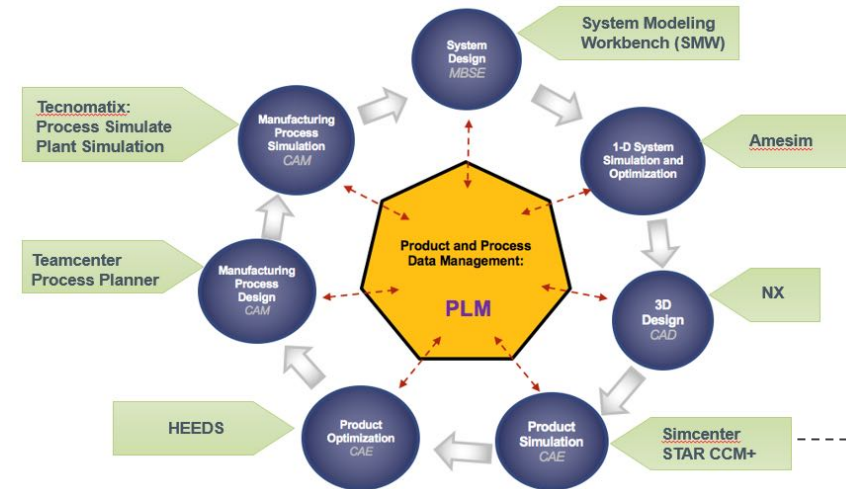 System
Design
MBSE
System Modeling
Workbench (SMW)
1-D System
Simulation and
Optimization
Amesim
3D
Design
CAD
NX
Product
Simulation
CAE
Simcenter
STAR CCM+
Product
Optimization
CAE
HEEDS
Manufacturing
Process
Design
CAM
Teamcenter
Process Planner
Manufacturing
Process
Simulation
CAM
Tecnomatix:
Process Simulate
Plant Simulation
Product and Process
Data Management:
PLM